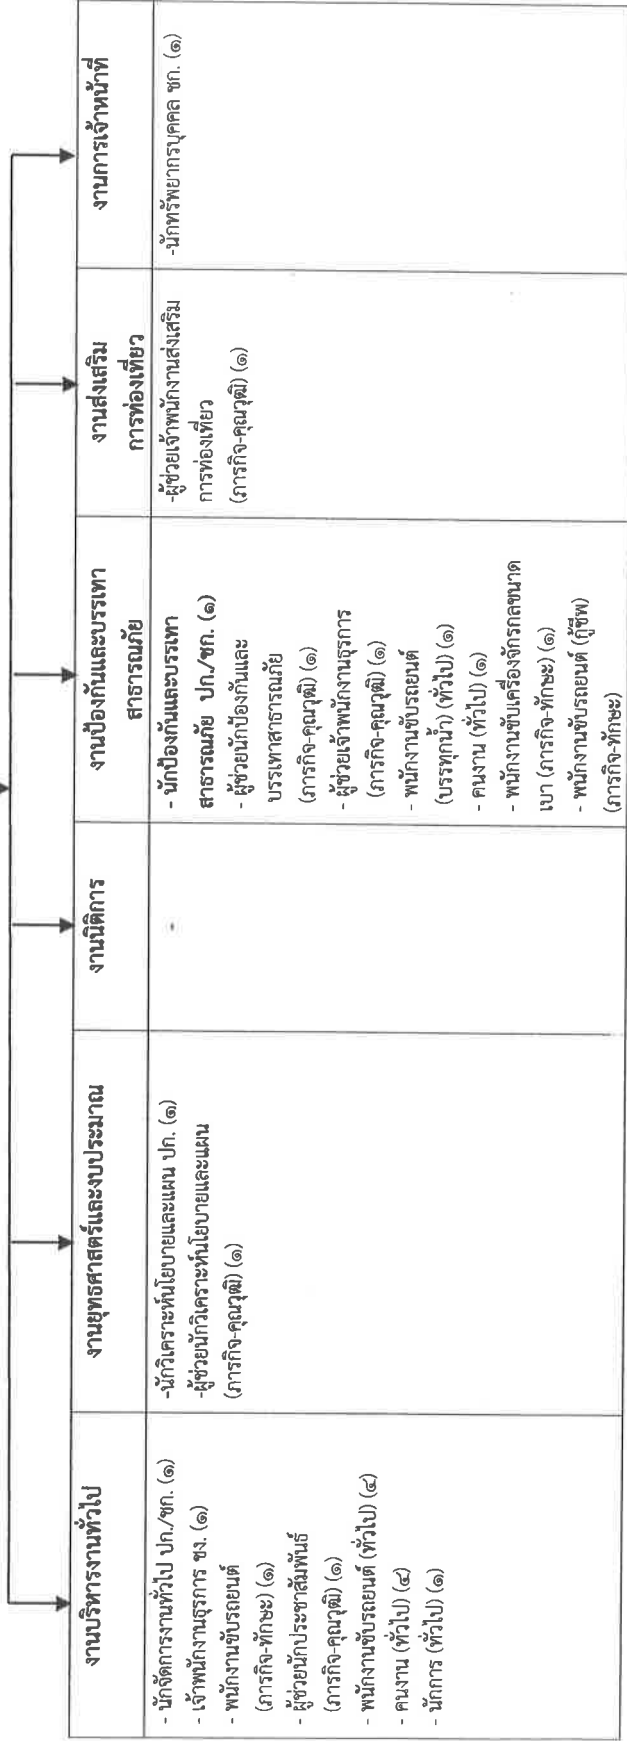 งานบริหารงานทั่วไป
- นักจัดการงานทั่วไป ปก./ชก. (๑)
- เจ้าพนักงานธุรการ ชง. (๑)
- พนักงานขับรถยนต์
(ภารกิจ-ทักษะ) (๑)
- ผู้ช่วยนักประชาสัมพันธ์
(ภารกิจ-คุณวุฒิ) (๑)
- พนักงานขับรถยนต์ (ทั่วไป) (๔)
- คนงาน (ทั่วไป) (๔)
- นักการ (ทั่วไป) (๑)
งานยุทธศาสตร์และงบประมาณ
-นักวิเคราะห์นโยบายและแผน ปก. (๑)
-ผู้ช่วยนักวิเคราะห์นโยบายและแผน
(ภารกิจ-คุณวุฒิ) (๑)
งานนิติการ
-
งานป้องกันและบรรเทา
สาธารณภัย
- นักป้องกันและบรรเทา
สาธารณภัย ปก./ชก. (๑)
- ผู้ช่วยนักป้องกันและ
บรรเทาสาธารณภัย
(ภารกิจ-คุณวุฒิ) (๑)
- ผู้ช่วยเจ้าพนักงานธุรการ
(ภารกิจ-คุณวุฒิ) (๑)
- พนักงานขับรถยนต์
(บรรทุกน้ำ) (ทั่วไป) (๑)
- คนงาน (ทั่วไป) (๑)
- พนักงานขับเครื่องจักรกลขนาด
เบา (ภารกิจ-ทักษะ) (๑)
- พนักงานขับรถยนต์ (กู้ชีพ)
(ภารกิจ-ทักษะ)
งานส่งเสริม
การท่องเที่ยว
-ผู้ช่วยเจ้าพนักงานส่งเสริม
การท่องเที่ยว
(ภารกิจ-คุณวุฒิ) (๑)
งานการเจ้าหน้าที่
-นักทรัพยากรบุคคล ชก. (๑)